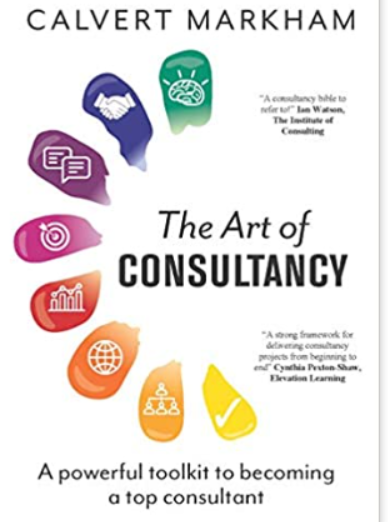 CALVERT MARKHAM
"A consultancy bible to
refer to!" Ian Watson,
The Institute of
Consulting
The Art of
CONSULTANCY
"A strong framework for
delivering consultancy
projects from beginning to
end" Cynthia Pexton-Shaw,
Elevation Learning
A powerful toolkit to becoming
a top consultant